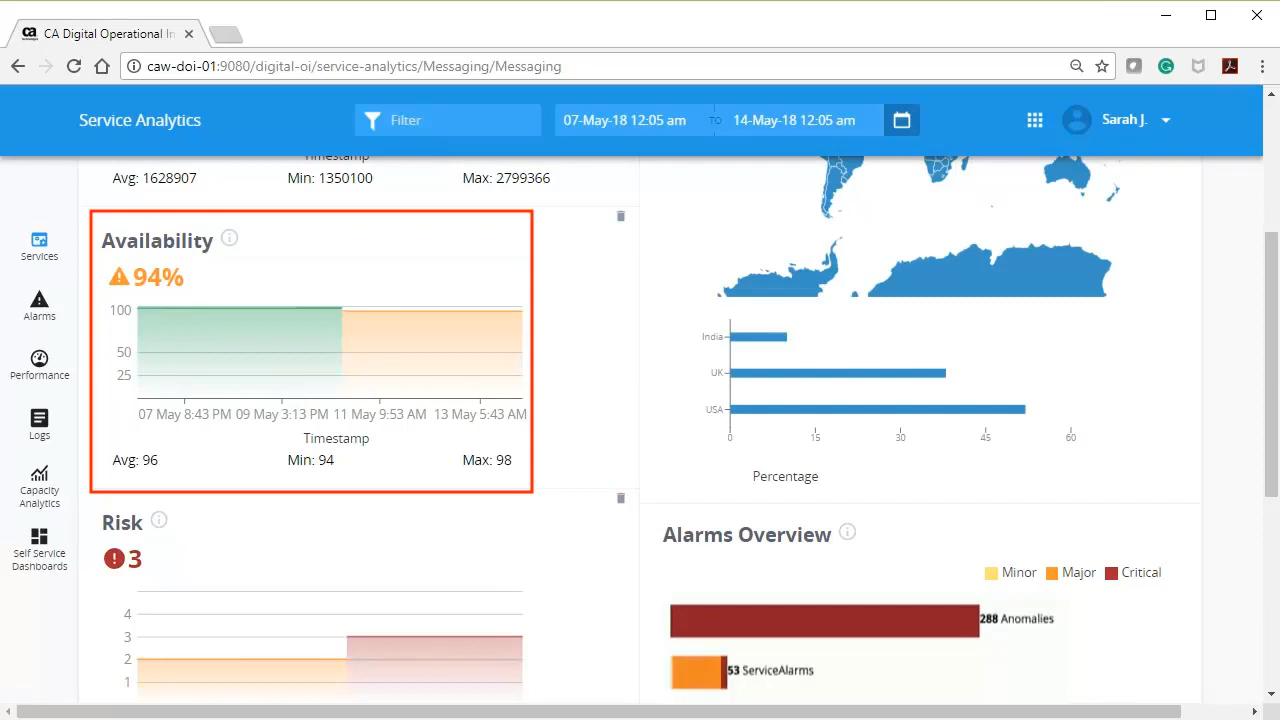 ca
technologies
CA Digital Operational In
caw-doi-01:9080/digital-oi/service-analytics/Messaging/Messaging
Service Analytics
Filter
07-May-18 12:05 am TO 14-May-18 12:05 am
Sarah J.
Timestamp
Avg: 1628907 Min: 1350100 Max: 2799366
Services
Alarms
Performance
Logs
Capacity
Analytics
Self Service
Dashboards
Availability
94%
100
50
25
07 May 8:43 PM 09 May 3:13 PM 11 May 9:53 AM 13 May 5:43 AM
Timestamp
Avg: 96 Min: 94 Max: 98
Risk
3
4
3
2
1
India
UK
USA
0 15 30 45 60
Percentage
Alarms Overview
Minor Major Critical
288 Anomalies
53 ServiceAlarms